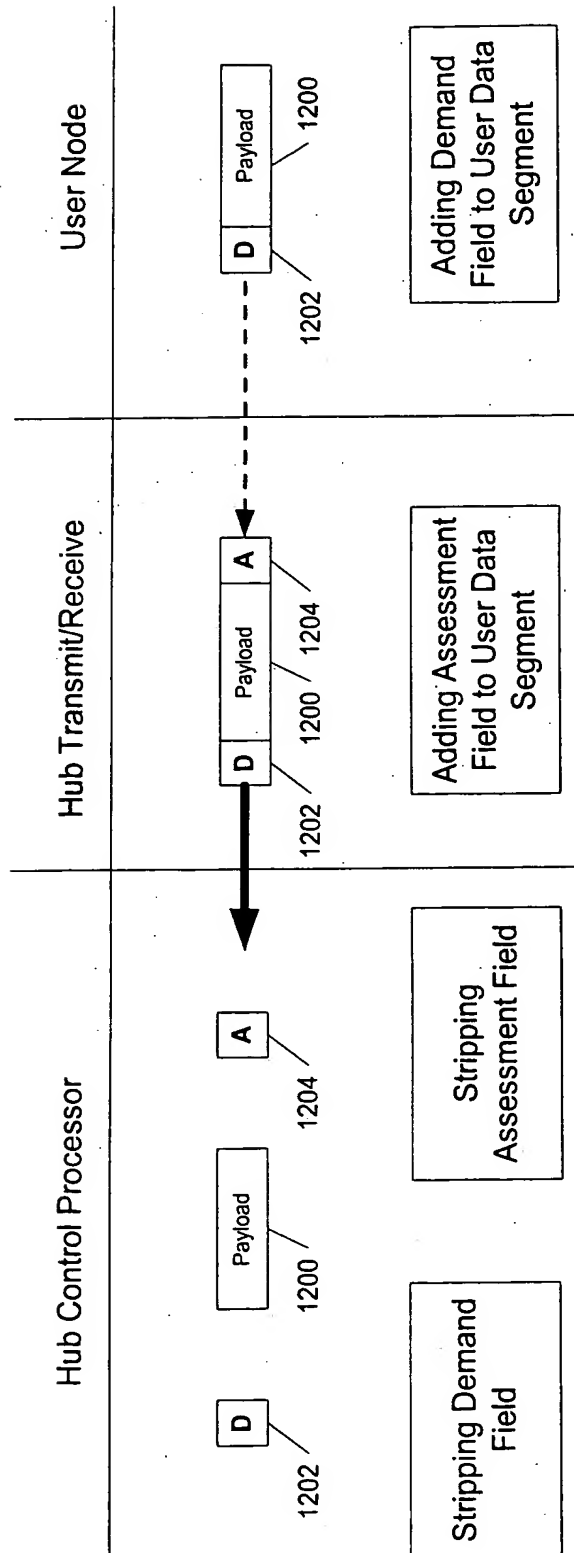 Hub Control Processor
Hub Transmit/Receive
User Node
D
Payload
A
D
Payload
A
D
Payload
1202
1200
1204
1202
1200
1204
1202
1200
Stripping Demand
Field
Stripping
Assessment Field
Adding Assessment
Field to User Data
Segment
Adding Demand
Field to User Data
Segment